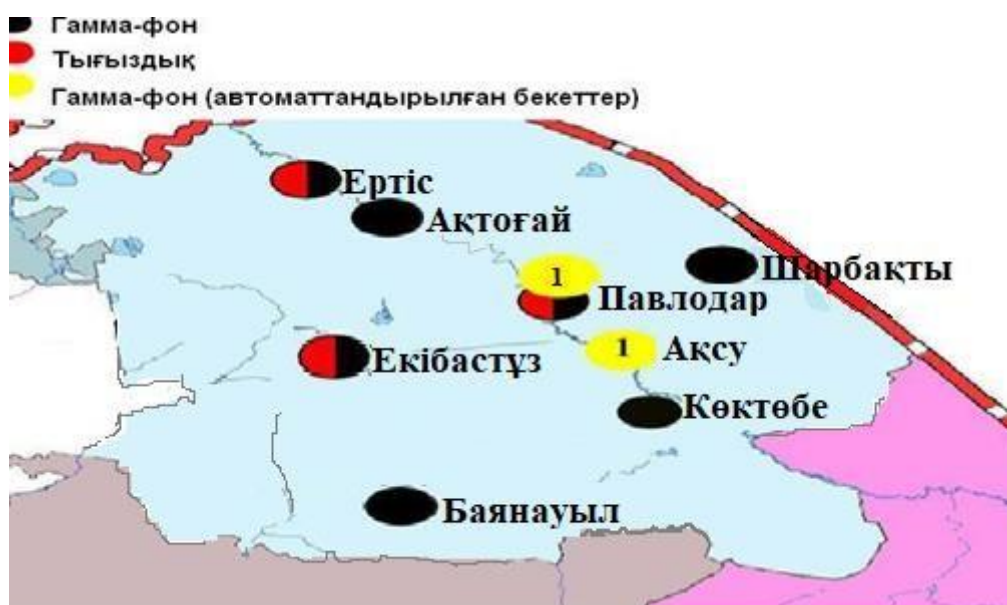 Гамма-фон
Тығыздық
Гамма-фон (автоматтандырылған бекеттер)
Ертіс
Ақтоғай
Шарбақты
1
Павлодар
1
Ақсу
Екібастұз
Көктөбе
Баянауыл